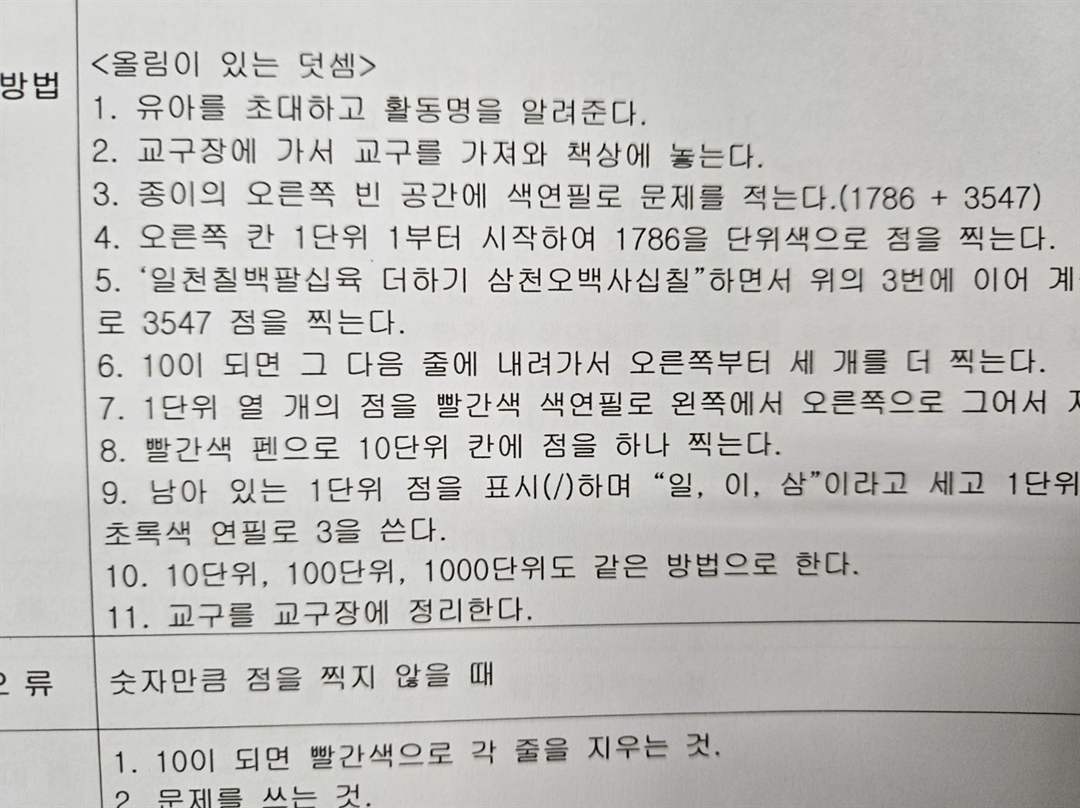 <올림이 있는 덧셈>
방법
1. 유아를 초대하고 활동명을 알려준다.
2. 교구장에 가서 교구를 가져와 책상에 놓는다.
3. 종이의 오른쪽 빈 공간에 색연필로 문제를 적는다.(1786 + 3547)
4. 오른쪽 칸 1단위 1부터 시작하여 1786을 단위색으로 점을 찍는다.
5. ‘일천칠백팔십육 더하기 삼천오백사십칠”하면서 위의 3번에 이어 계
로 3547 점을 찍는다.
6. 10이 되면 그 다음 줄에 내려가서 오른쪽부터 세 개를 더 찍는다.
7. 1단위 열 개의 점을 빨간색 색연필로 왼쪽에서 오른쪽으로 그어서
8. 빨간색 펜으로 10단위 칸에 점을 하나 찍는다.
9. 남아 있는 1단위 점을 표시(/)하며 “일, 이, 삼”이라고 세고 1단위
초록색 연필로 3을 쓴다.
10. 10단위, 100단위, 1000단위도 같은 방법으로 한다.
11. 교구를 교구장에 정리한다.
류
숫자만큼 점을 찍지 않을 때
1. 10이 되면 빨간색으로 각 줄을 지우는 것.
2. 문제를 쓰는 것.